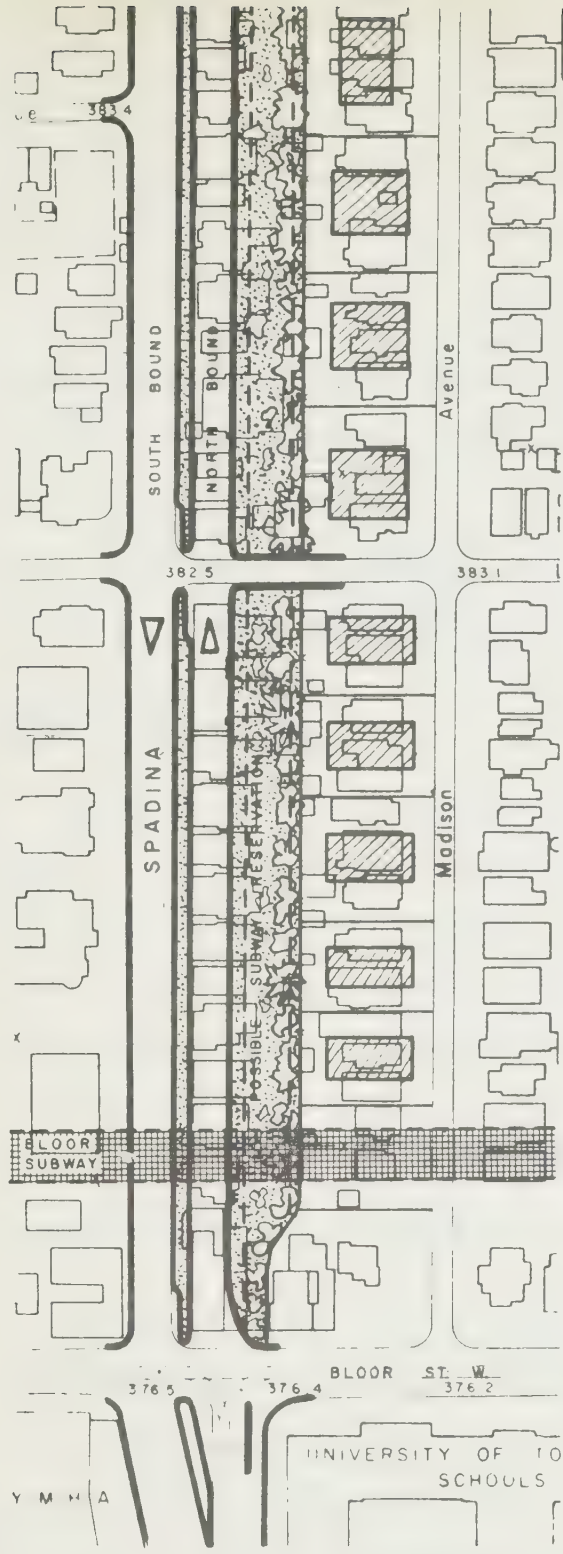 383 4
SOUTH BOUND
NORTH BOUND
Avenue
382 5
383 1
SPADINA
POSSIBLE SUBWAY RESERVATION
Madison
BLOOR
SUBWAY
BLOOR ST. W.
376 5
376 4
376 2
UNIVERSITY OF TO
SCHOOLS
Y M H A